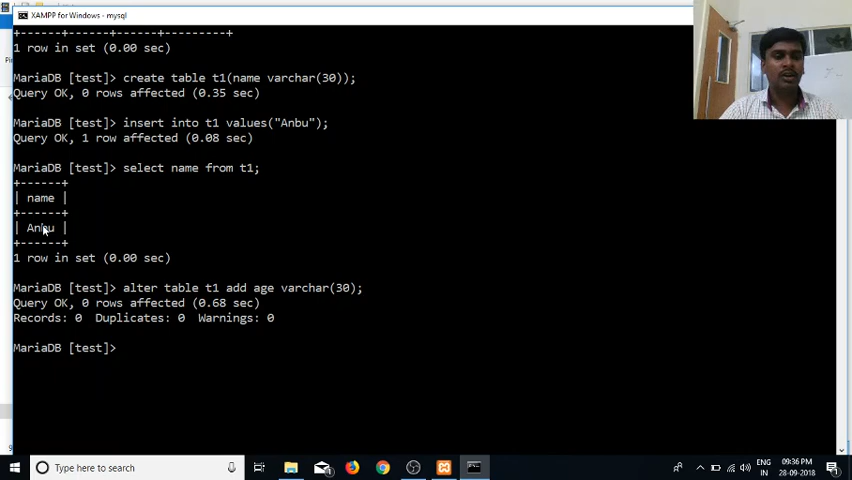 XAMPP for Windows - mysql
+------+------+------+---------+
1 row in set (0.00 sec)
MariaDB [test]> create table t1(name varchar(30));
Query OK, 0 rows affected (0.35 sec)
MariaDB [test]> insert into t1 values("Anbu");
Query OK, 1 row affected (0.08 sec)
MariaDB [test]> select name from t1;
+------+
| name |
+------+
| Anbu |
+------+
1 row in set (0.00 sec)
MariaDB [test]> alter table t1 add age varchar(30);
Query OK, 0 rows affected (0.68 sec)
Records: 0  Duplicates: 0  Warnings: 0
MariaDB [test]>
Type here to search
ENG
IN
09:36 PM
28-09-2018